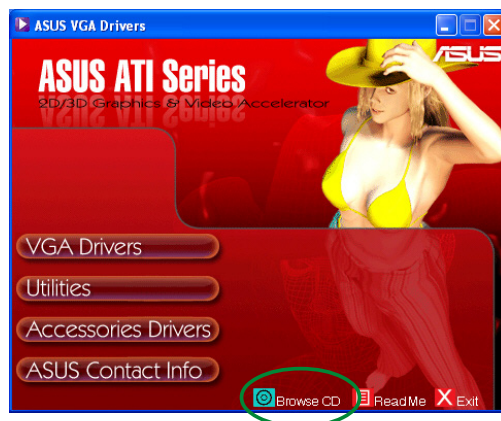 ASUS VGA Drivers
ASUS
ASUS ATI Series
2D/3D Graphics & Video Accelerator
VGA Drivers
Utilities
Accessories Drivers
ASUS Contact Info
Browse CD ReadMe Exit